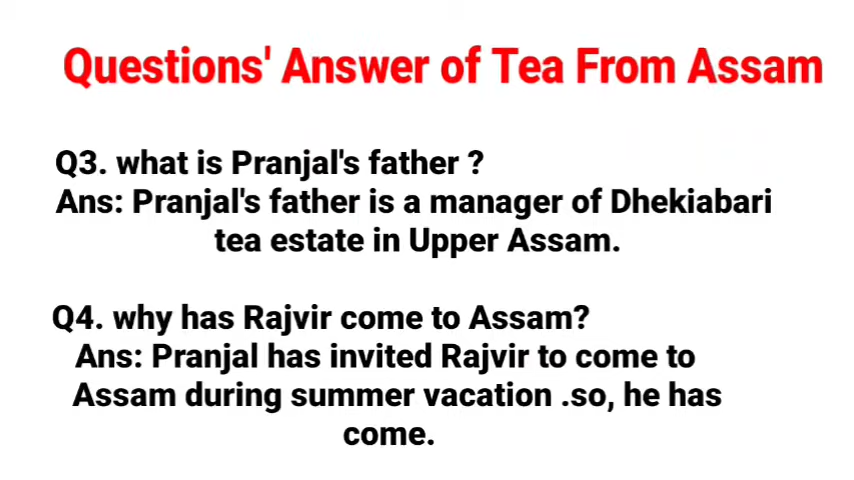 Questions' Answer of Tea From Assam
Q3. what is Pranjal's father ?
Ans: Pranjal's father is a manager of Dhekiabari
tea estate in Upper Assam.
Q4. why has Rajvir come to Assam?
Ans: Pranjal has invited Rajvir to come to
Assam during summer vacation .so, he has
come.